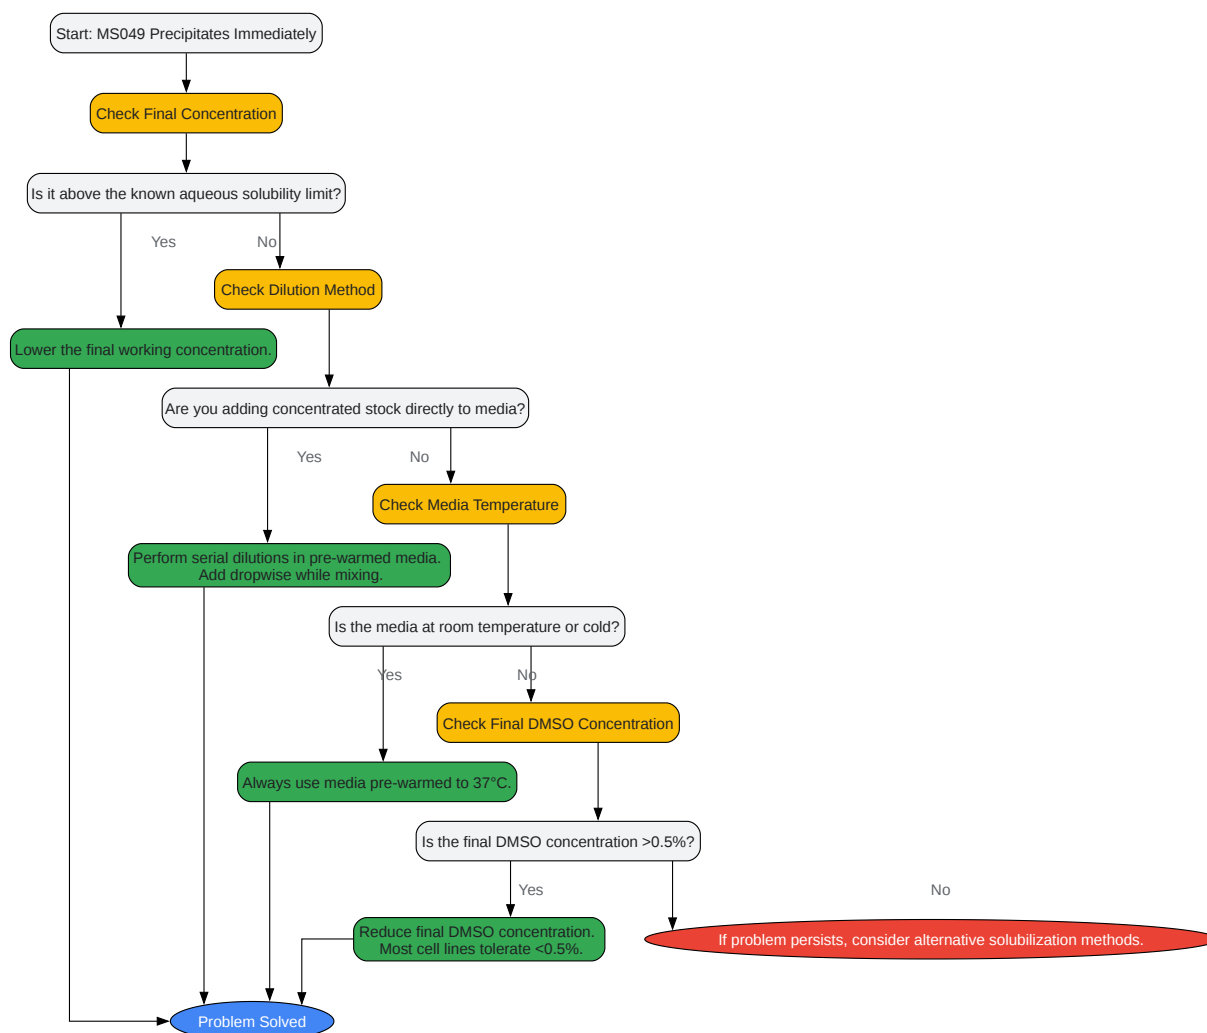 Start: MS049 Precipitates Immediately
Check Final Concentration
Is it above the known aqueous solubility limit?
Yes
No
Check Dilution Method
Lower the final working concentration.
Are you adding concentrated stock directly to media?
Yes
No
Check Media Temperature
Perform serial dilutions in pre-warmed media.
Add dropwise while mixing.
Is the media at room temperature or cold?
Yes
No
Check Final DMSO Concentration
Always use media pre-warmed to 37°C.
Is the final DMSO concentration >0.5%?
Yes
No
Reduce final DMSO concentration.
Most cell lines tolerate <0.5%.
If problem persists, consider alternative solubilization methods.
Problem Solved